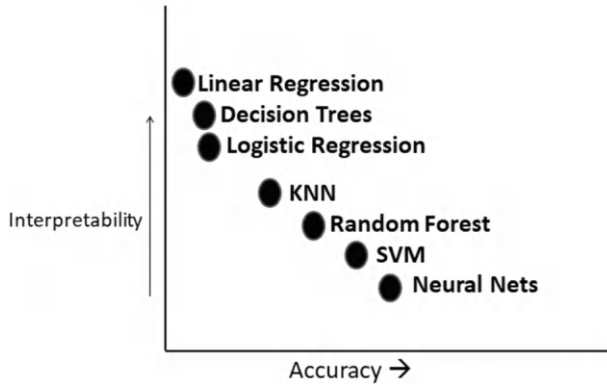 Linear Regression
Decision Trees
Logistic Regression
KNN
Interpretability
Random Forest
SVM
Neural Nets
Accuracy →